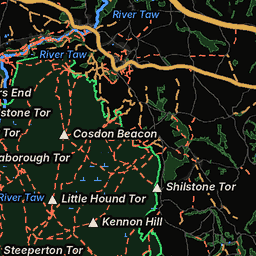 River Taw
River Taw
rs End
stone Tor
Tor
Cosdon Beacon
aborough Tor
Shilstone Tor
River Taw
Little Hound Tor
Kennon Hill
Steeperton Tor